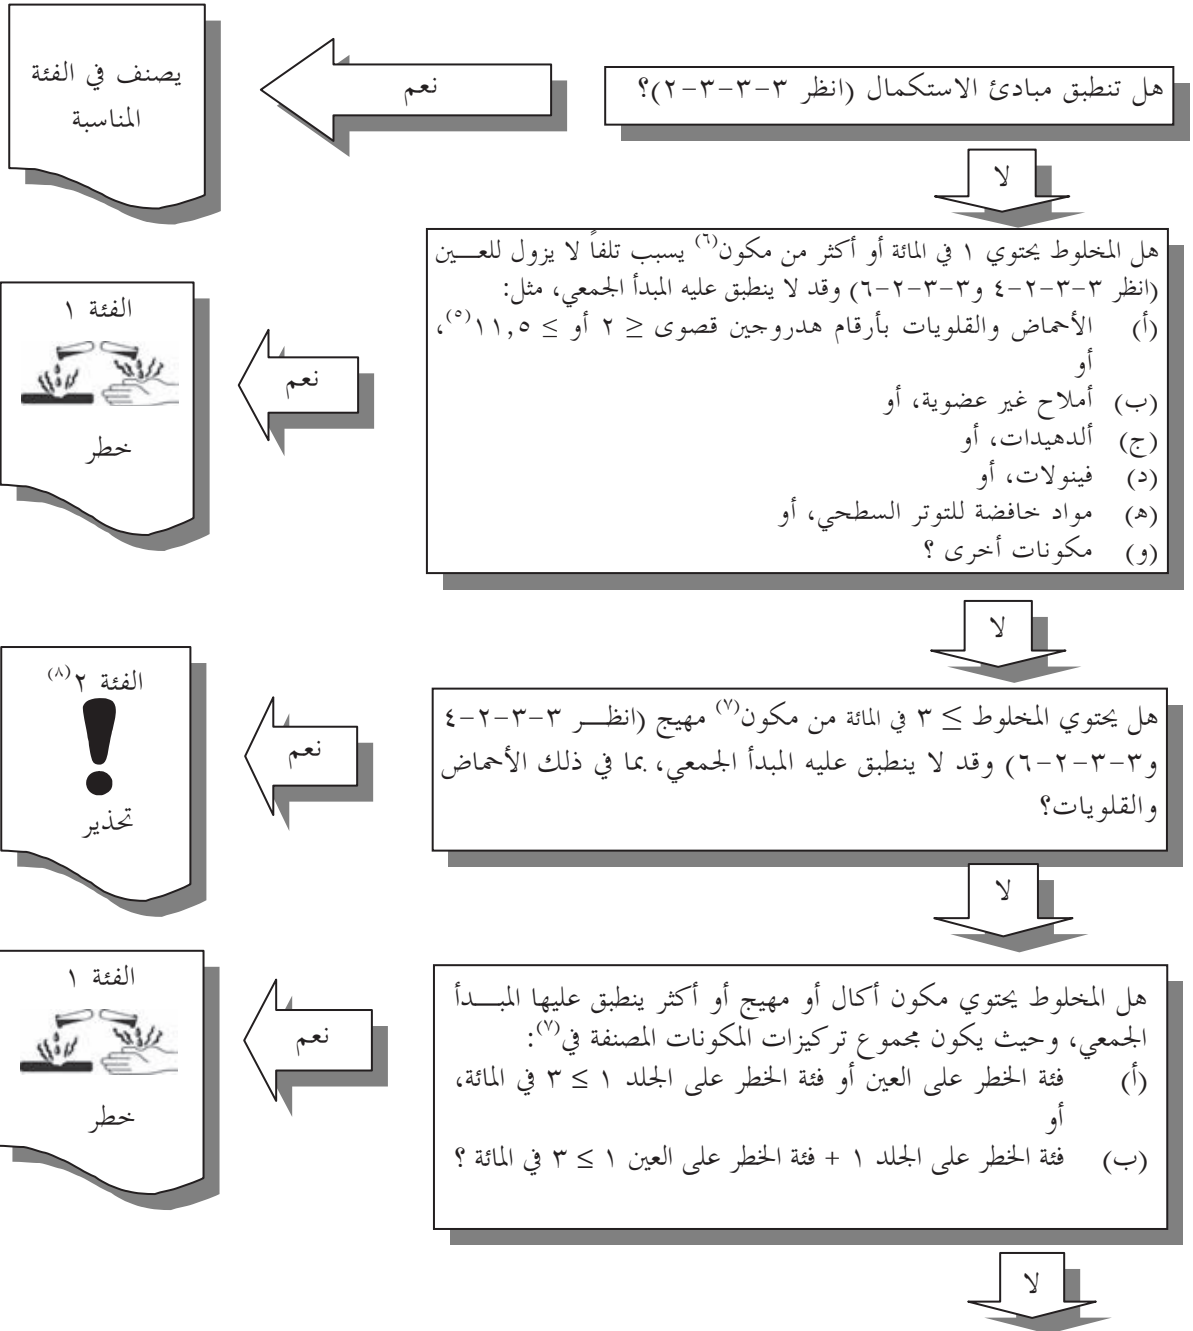 هل تنطبق مبادئ الاستكمال (انظر ٣-٣-٣-٢)؟
نعم
يصنف في الفئة
المناسبة
لا
هل المخلوط يحتوي ١ في المائة أو أكثر من مكون(٦) يسبب تلفاً لا يزول للعــين
(انظر ٣-٣-٢-٤ و٣-٣-٢-٦) وقد لا ينطبق عليه المبدأ الجمعي، مثل:
(أ) الأحماض والقلويات بأرقام هدروجين قصوى ≥ ٢ أو ≤ ١١,٥(٥)،
أو
(ب) أملاح غير عضوية، أو
(ج) ألدهيدات، أو
(د) فينولات، أو
(ه) مواد خافضة للتوتر السطحي، أو
(و) مكونات أخرى ؟
نعم
الفئة ١
خطر
لا
هل يحتوي المخلوط ≤ ٣ في المائة من مكون(٧) مهيج (انظــر ٣-٣-٢-٤
و٣-٣-٢-٦) وقد لا ينطبق عليه المبدأ الجمعي، بما في ذلك الأحماض
والقلويات؟
نعم
الفئة ٢(٨)
تحذير
لا
هل المخلوط يحتوي مكون أكال أو مهيج أو أكثر ينطبق عليها المبــدأ
الجمعي، وحيث يكون مجموع تركيزات المكونات المصنفة في(٧):
(أ) فئة الخطر على العين أو فئة الخطر على الجلد ١ ≤ ٣ في المائة،
أو
(ب) فئة الخطر على الجلد ١ + فئة الخطر على العين ١ ≤ ٣ في المائة ؟
نعم
الفئة ١
خطر
لا